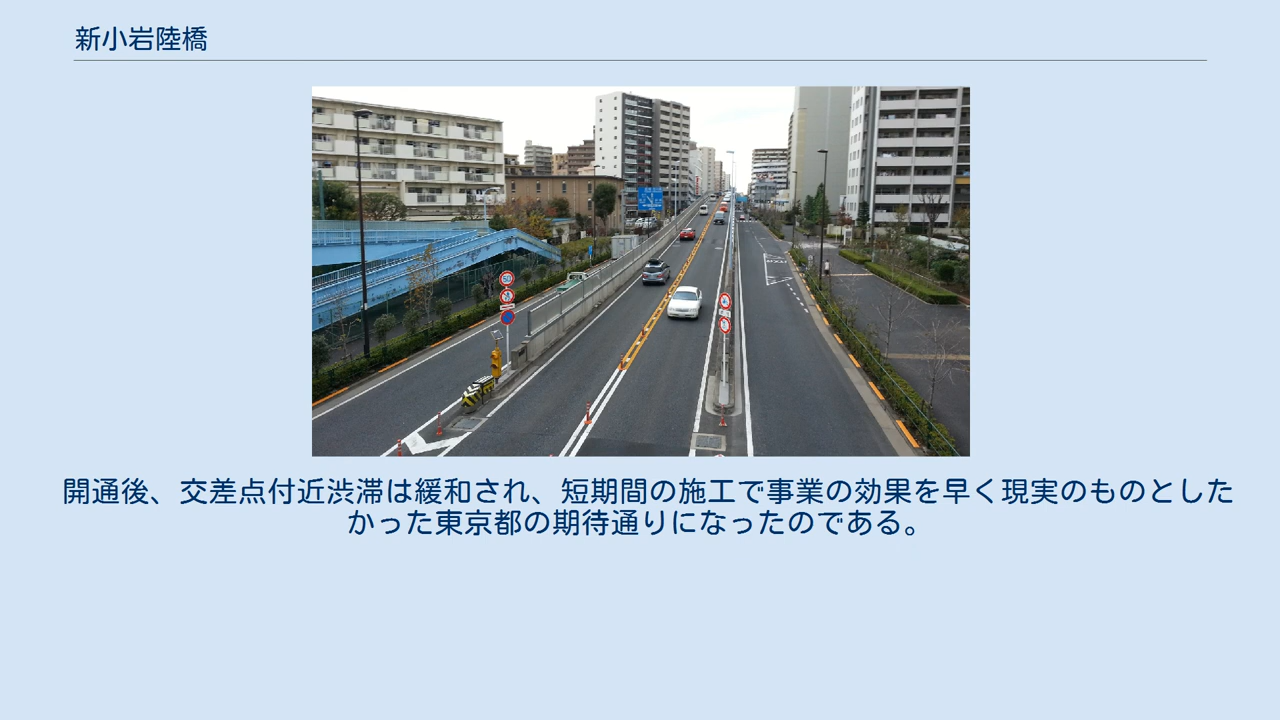 新小岩陸橋
50
開通後、交差点付近渋滞は緩和され、短期間の施工で事業の効果を早く現実のものとした
かった東京都の期待通りになったのである。